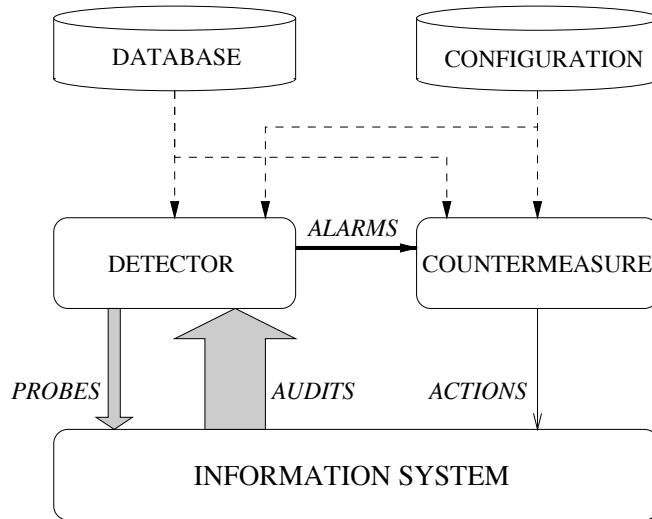 DATABASE
CONFIGURATION
ALARMS
DETECTOR
COUNTERMEASURE
PROBES
AUDITS
ACTIONS
INFORMATION SYSTEM